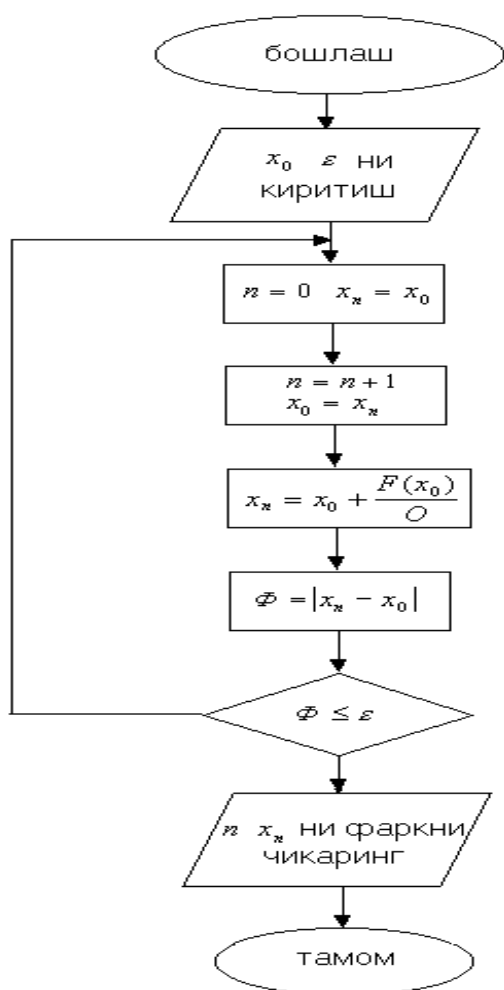 бошлаш
x₀ ε ни
киритиш
n = 0 xₙ = x₀
n = n + 1
x₀ = xₙ
xₙ = x₀ + F(x₀)/O
Φ = |xₙ − x₀|
Φ ≤ ε
n xₙ ни фаркни
чикаринг
тамом